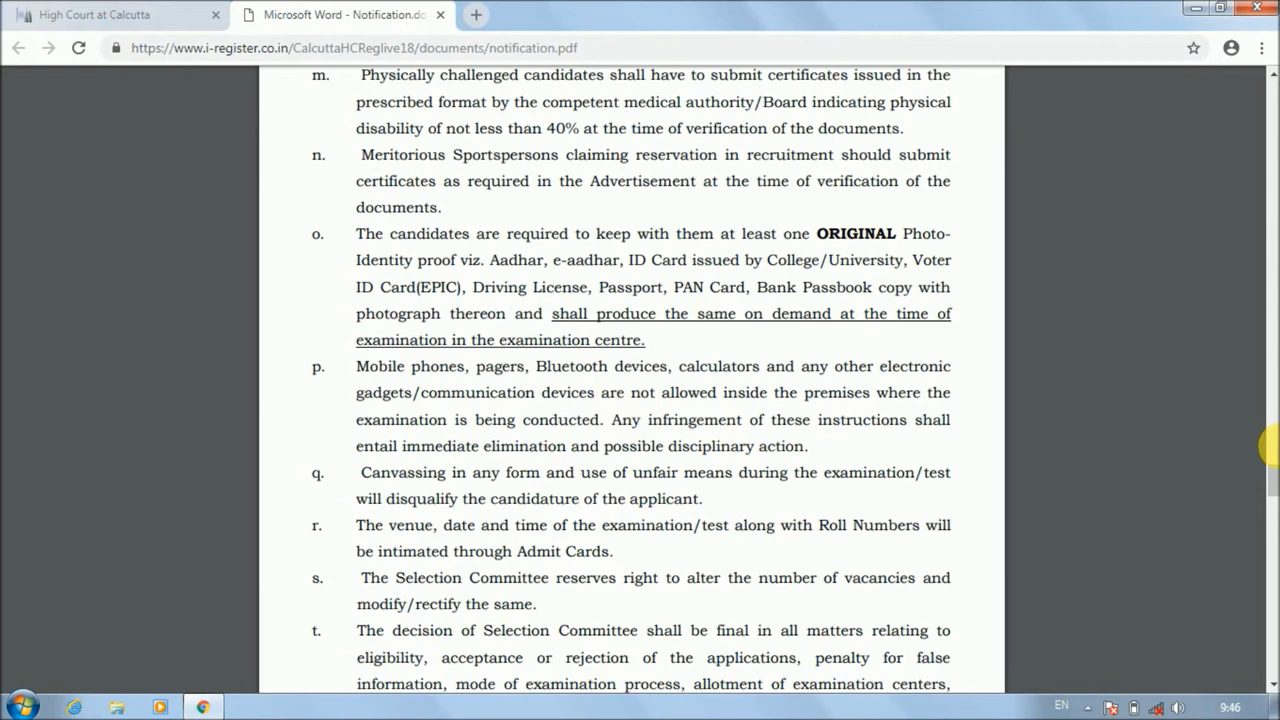 High Court at Calcutta
Microsoft Word - Notification.do
https://www.i-register.co.in/CalcuttaHCReglive18/documents/notification.pdf
m. Physically challenged candidates shall have to submit certificates issued in the
prescribed format by the competent medical authority/Board indicating physical
disability of not less than 40% at the time of verification of the documents.
n. Meritorious Sportspersons claiming reservation in recruitment should submit
certificates as required in the Advertisement at the time of verification of the
documents.
o. The candidates are required to keep with them at least one ORIGINAL Photo-
Identity proof viz. Aadhar, e-aadhar, ID Card issued by College/University, Voter
ID Card(EPIC), Driving License, Passport, PAN Card, Bank Passbook copy with
photograph thereon and shall produce the same on demand at the time of
examination in the examination centre.
p. Mobile phones, pagers, Bluetooth devices, calculators and any other electronic
gadgets/communication devices are not allowed inside the premises where the
examination is being conducted. Any infringement of these instructions shall
entail immediate elimination and possible disciplinary action.
q. Canvassing in any form and use of unfair means during the examination/test
will disqualify the candidature of the applicant.
r. The venue, date and time of the examination/test along with Roll Numbers will
be intimated through Admit Cards.
s. The Selection Committee reserves right to alter the number of vacancies and
modify/rectify the same.
t. The decision of Selection Committee shall be final in all matters relating to
eligibility, acceptance or rejection of the applications, penalty for false
information, mode of examination process, allotment of examination centers,
EN
9:46